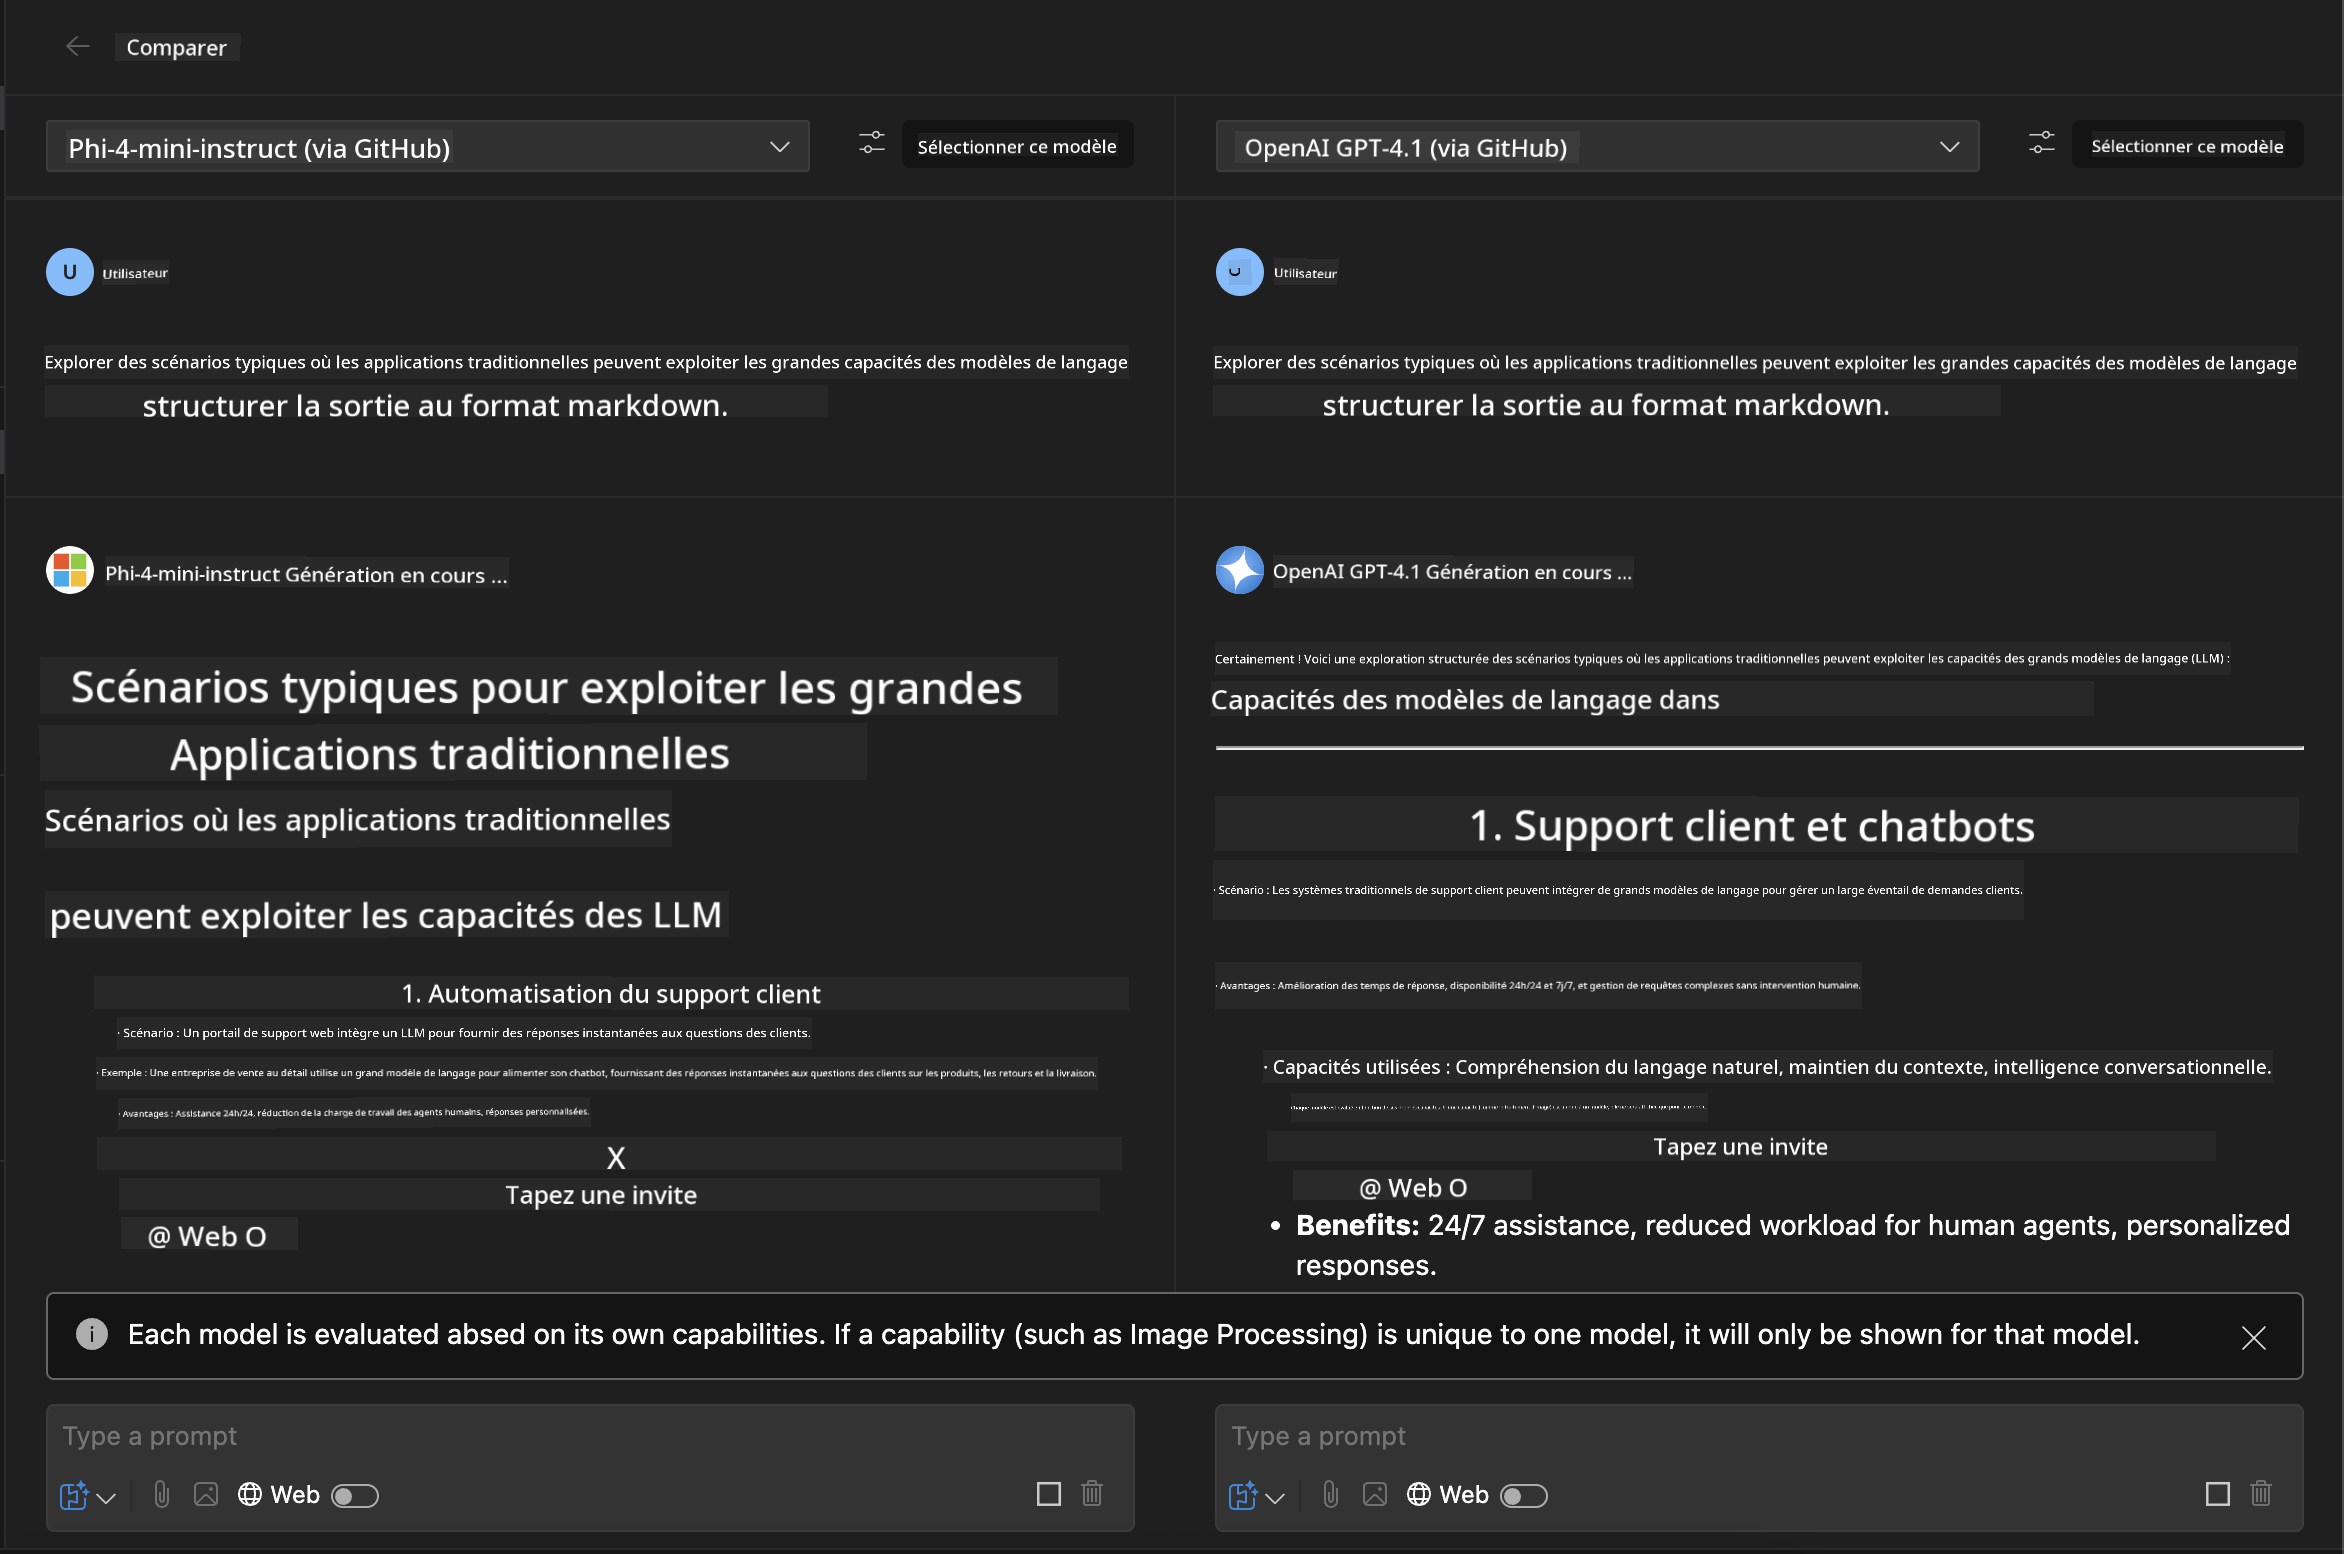 Comparer
Phi-4-mini-instruct (via GitHub)
Sélectionner ce modèle
U Utilisateur
Explorer des scénarios typiques où les applications traditionnelles peuvent exploiter les grandes capacités des modèles de langage
structurer la sortie au format markdown.
Phi-4-mini-instruct Génération en cours ...
Scénarios typiques pour exploiter les grandes
Applications traditionnelles
Scénarios où les applications traditionnelles
peuvent exploiter les capacités des LLM
1. Automatisation du support client
· Scénario : Un portail de support web intègre un LLM pour fournir des réponses instantanées aux questions des clients.
· Exemple : Une entreprise de vente au détail utilise un grand modèle de langage pour alimenter son chatbot, fournissant des réponses instantanées aux questions des clients sur les produits, les retours et la livraison.
· Avantages : Assistance 24h/24, réduction de la charge de travail des agents humains, réponses personnalisées.
X
Tapez une invite
@ Web O
OpenAI GPT-4.1 (via GitHub)
Sélectionner ce modèle
Utilisateur
Explorer des scénarios typiques où les applications traditionnelles peuvent exploiter les grandes capacités des modèles de langage
structurer la sortie au format markdown.
OpenAI GPT-4.1 Génération en cours ...
Certainement ! Voici une exploration structurée des scénarios typiques où les applications traditionnelles peuvent exploiter les capacités des grands modèles de langage (LLM) :
Capacités des modèles de langage dans
1. Support client et chatbots
· Scénario : Les systèmes traditionnels de support client peuvent intégrer de grands modèles de langage pour gérer un large éventail de demandes clients.
· Avantages : Amélioration des temps de réponse, disponibilité 24h/24 et 7j/7, et gestion de requêtes complexes sans intervention humaine.
· Capacités utilisées : Compréhension du langage naturel, maintien du contexte, intelligence conversationnelle.
Tapez une invite
@ Web O
• Benefits: 24/7 assistance, reduced workload for human agents, personalized
responses.
Each model is evaluated absed on its own capabilities. If a capability (such as Image Processing) is unique to one model, it will only be shown for that model.
Type a prompt
Web
Type a prompt
Web